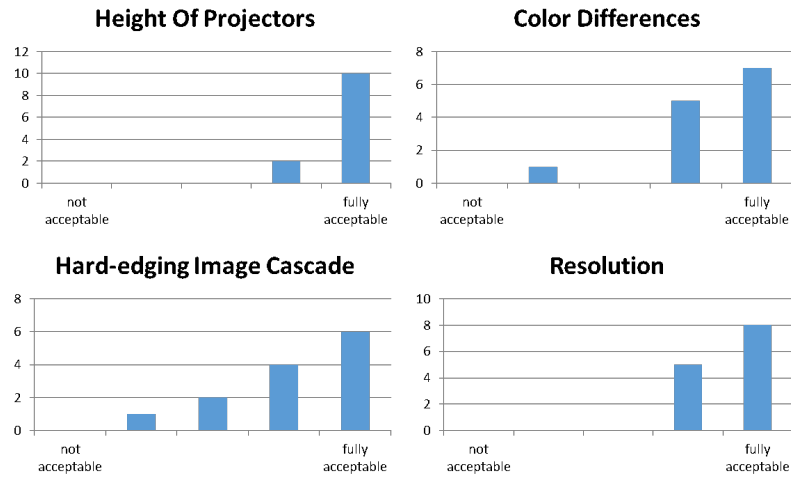 Height Of Projectors
12
10
8
6
4
2
0
not
acceptable
fully
acceptable
Color Differences
8
6
4
2
0
not
acceptable
fully
acceptable
Hard-edging Image Cascade
8
6
4
2
0
not
acceptable
fully
acceptable
Resolution
10
8
6
4
2
0
not
acceptable
fully
acceptable